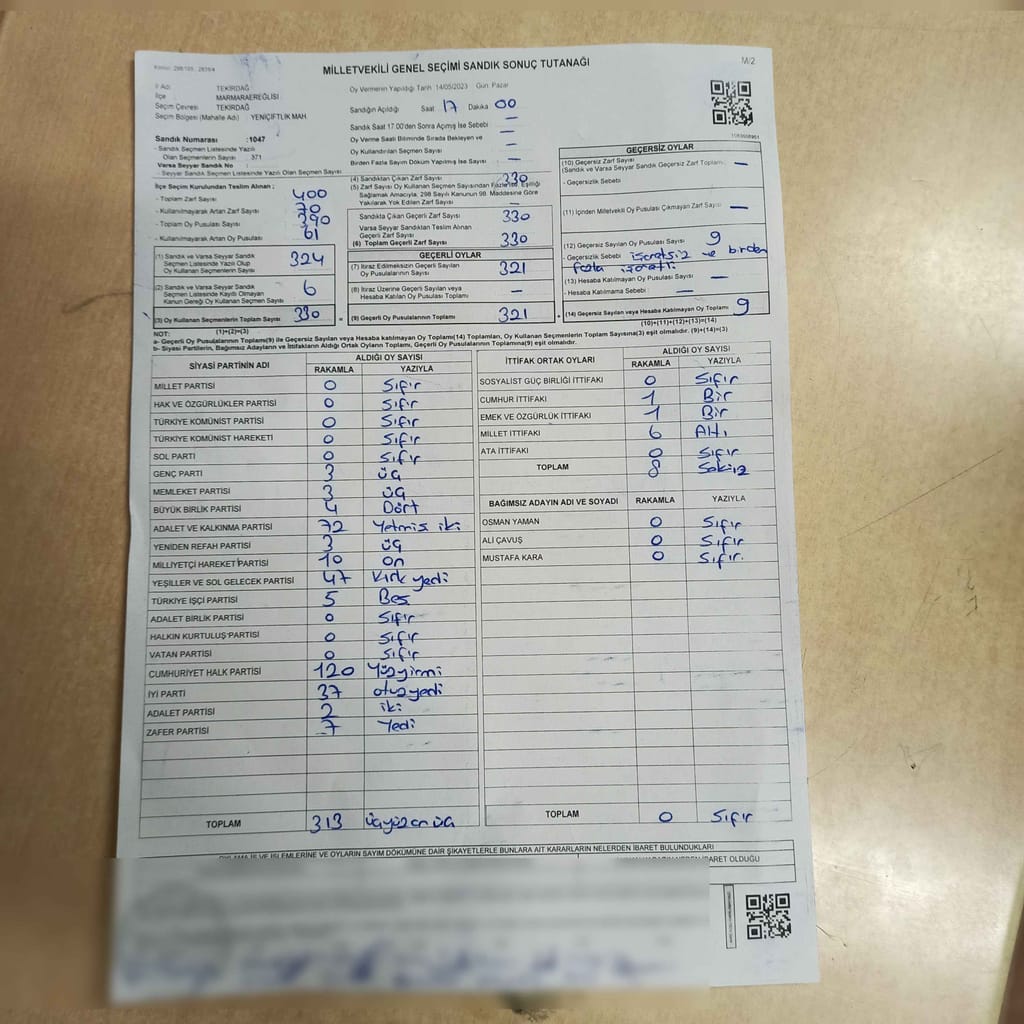 MİLLETVEKİLİ GENEL SEÇİMİ SANDIK SONUÇ TUTANAĞI
M/2
İl Adı TEKİRDAĞ
İlçe MARMARAEREĞLİSİ
Seçim Çevresi TEKİRDAĞ
Seçim Bölgesi (Mahalle Adı) YENİÇİFTLİK MAH.
Oy Vermenin Yapıldığı Tarih 14/05/2023 Gün: Pazar
Sandığın Açıldığı Saat 17 Dakika 00
Sandık Saat 17.00'den Sonra Açılmış İse Sebebi —
Oy Verme Saati Bitiminde Sırada Bekleyen ve
Oy Kullandırılan Seçmen Sayısı —
Birden Fazla Sayım Döküm Yapılmış İse Sayısı —
Sandık Numarası :1047
- Sandık Seçmen Listesinde Yazılı
Olan Seçmenlerin Sayısı 371
Varsa Seyyar Sandık No :
- Seyyar Sandık Seçmen Listesinde Yazılı Olan Seçmen Sayısı
İlçe Seçim Kurulundan Teslim Alınan ;
- Toplam Zarf Sayısı 400
- Kullanılmayarak Artan Zarf Sayısı 70
- Toplam Oy Pusulası Sayısı 390
- Kullanılmayarak Artan Oy Pusulası 61
(1) Sandık ve Varsa Seyyar Sandık
Seçmen Listesinde Yazılı Olup
Oy Kullanan Seçmenlerin Sayısı 324
(2) Sandık ve Varsa Seyyar Sandık
Seçmen Listesinde Kayıtlı Olmayan
Kanun Gereği Oy Kullanan Seçmen Sayısı 6
(3) Oy Kullanan Seçmenlerin Toplam Sayısı 330 =
(4) Sandıktan Çıkan Zarf Sayısı 330
(5) Zarf Sayısı Oy Kullanan Seçmen Sayısından Fazla İse, Eşitliği
Sağlamak Amacıyla, 298 Sayılı Kanunun 98. Maddesine Göre
Yakılarak Yok Edilen Zarf Sayısı
Sandıkta Çıkan Geçerli Zarf Sayısı 330
Varsa Seyyar Sandıktan Teslim Alınan
Geçerli Zarf Sayısı
(6) Toplam Geçerli Zarf Sayısı 330
GEÇERLİ OYLAR
(7) İtiraz Edilmeksizin Geçerli Sayılan
Oy Pusulalarının Sayısı 321
(8) İtiraz Üzerine Geçerli Sayılan veya
Hesaba Katılan Oy Pusulası Toplamı —
(9) Geçerli Oy Pusulalarının Toplamı 321 +
GEÇERSİZ OYLAR
(10) Geçersiz Zarf Sayısı
(Sandık ve Varsa Seyyar Sandık Geçersiz Zarf Toplamı) —
- Geçersizlik Sebebi
(11) İçinden Milletvekili Oy Pusulası Çıkmayan Zarf Sayısı —
(12) Geçersiz Sayılan Oy Pusulası Sayısı 9
- Geçersizlik Sebebi işaretsiz ve birden
fazla işaretli
(13) Hesaba Katılmayan Oy Pusulası Sayısı —
- Hesaba Katılmama Sebebi : —
(14) Geçersiz Sayılan veya Hesaba Katılmayan Oy Toplamı 9
(10)+(11)+(12)+(13)=(14)
NOT: (1)+(2)=(3)
a- Geçerli Oy Pusulasının Toplamı(9) ile Geçersiz Sayılan veya Hesaba katılmayan Oy Toplamı(14) Toplamları, Oy Kullanan Seçmenlerin Toplam Sayısına(3) eşit olmalıdır. (9)+(14)=(3)
b- Siyasi Partilerin, Bağımsız Adayların ve İttifakların Aldığı Ortak Oyların Toplamı, Geçerli Oy Pusulalarının Toplamına(9) eşit olmalıdır.
SİYASİ PARTİNİN ADI ALDIĞI OY SAYISI
RAKAMLA YAZIYLA
MİLLET PARTİSİ 0 Sıfır
HAK VE ÖZGÜRLÜKLER PARTİSİ 0 Sıfır
TÜRKİYE KOMÜNİST PARTİSİ 0 Sıfır
TÜRKİYE KOMÜNİST HAREKETİ 0 Sıfır
SOL PARTİ 0 Sıfır
GENÇ PARTİ 3 üç
MEMLEKET PARTİSİ 3 üç
BÜYÜK BİRLİK PARTİSİ 4 Dört
ADALET VE KALKINMA PARTİSİ 72 Yetmiş iki
YENİDEN REFAH PARTİSİ 3 üç
MİLLİYETÇİ HAREKET PARTİSİ 10 on
YEŞİLLER VE SOL GELECEK PARTİSİ 47 Kırk yedi
TÜRKİYE İŞÇİ PARTİSİ 5 Beş
ADALET BİRLİK PARTİSİ 0 Sıfır
HALKIN KURTULUŞ PARTİSİ 0 Sıfır
VATAN PARTİSİ 0 Sıfır
CUMHURİYET HALK PARTİSİ 120 Yüzyirmi
İYİ PARTİ 37 otuzyedi
ADALET PARTİSİ 2 iki
ZAFER PARTİSİ 7 Yedi
TOPLAM 313 üçyüzonüç
İTTİFAK ORTAK OYLARI ALDIĞI OY SAYISI
RAKAMLA YAZIYLA
SOSYALİST GÜÇ BİRLİĞİ İTTİFAKI 0 Sıfır
CUMHUR İTTİFAKI 1 Bir
EMEK VE ÖZGÜRLÜK İTTİFAKI 1 Bir
MİLLET İTTİFAKI 6 Altı
ATA İTTİFAKI 0 Sıfır
TOPLAM 8 Sekiz
BAĞIMSIZ ADAYIN ADI VE SOYADI RAKAMLA YAZIYLA
OSMAN YAMAN 0 Sıfır
ALİ ÇAVUŞ 0 Sıfır
MUSTAFA KARA 0 Sıfır.
TOPLAM 0 Sıfır
OYLAMA İŞ VE İŞLEMLERİNE VE OYLARIN SAYIM DÖKÜMÜNE DAİR ŞİKAYETLERLE BUNLARA AİT KARARLARIN NELERDEN İBARET BULUNDUKLARI
İBARET OLDUĞU